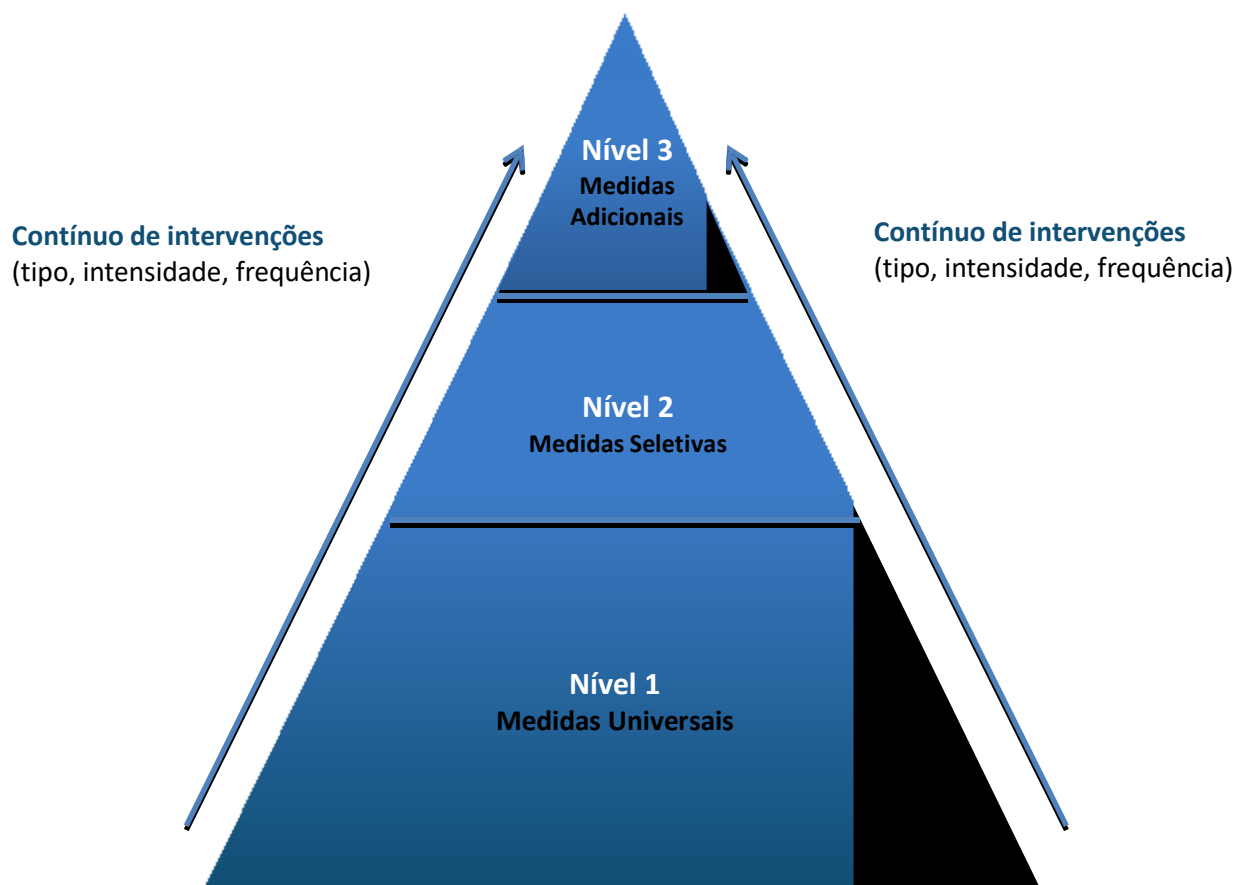 Nível 3
Medidas
Adicionais
Contínuo de intervenções
(tipo, intensidade, frequência)
Contínuo de intervenções
(tipo, intensidade, frequência)
Nível 2
Medidas Seletivas
Nível 1
Medidas Universais